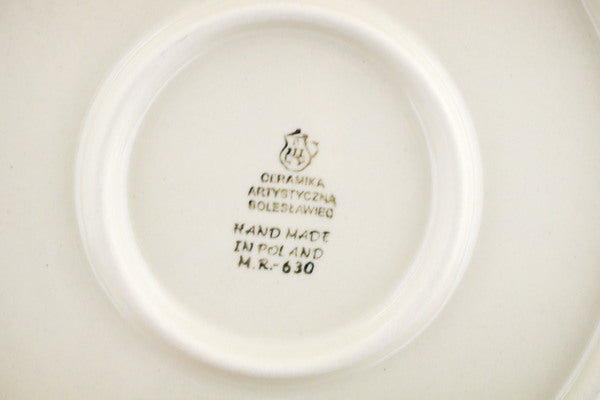 CERAMIKA
ARTYSTYCZNA
BOLESŁAWIEC
HAND MADE
IN POLAND
M.R.-630